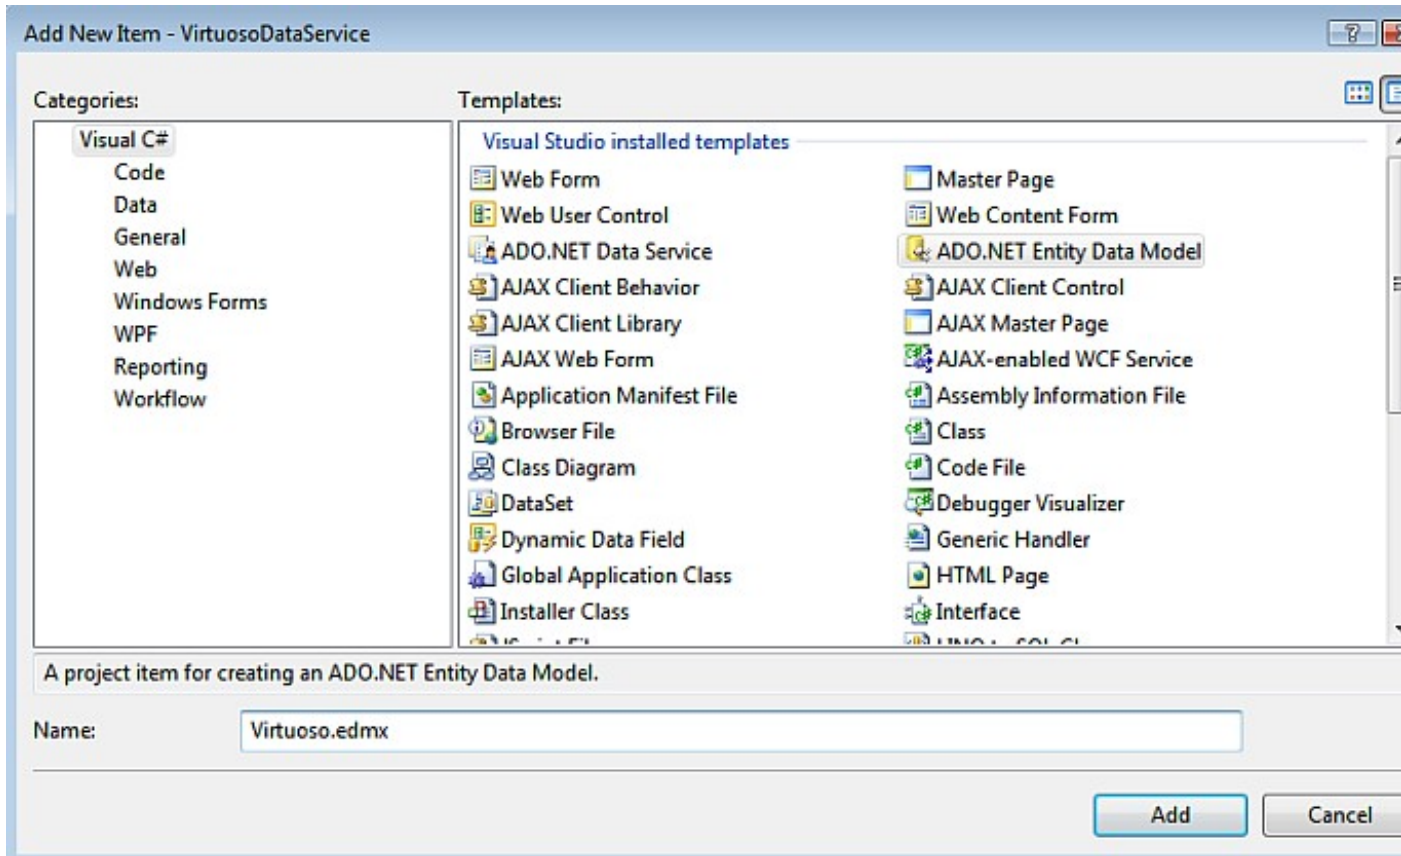 Add New Item - VirtuosoDataService
Categories:
Templates:
Visual C#
Code
Data
General
Web
Windows Forms
WPF
Reporting
Workflow
Visual Studio installed templates
Web Form
Master Page
Web User Control
Web Content Form
ADO.NET Data Service
ADO.NET Entity Data Model
AJAX Client Behavior
AJAX Client Control
AJAX Client Library
AJAX Master Page
AJAX Web Form
AJAX-enabled WCF Service
Application Manifest File
Assembly Information File
Browser File
Class
Class Diagram
Code File
DataSet
Debugger Visualizer
Dynamic Data Field
Generic Handler
Global Application Class
HTML Page
Installer Class
Interface
A project item for creating an ADO.NET Entity Data Model.
Name:
Virtuoso.edmx
Add
Cancel